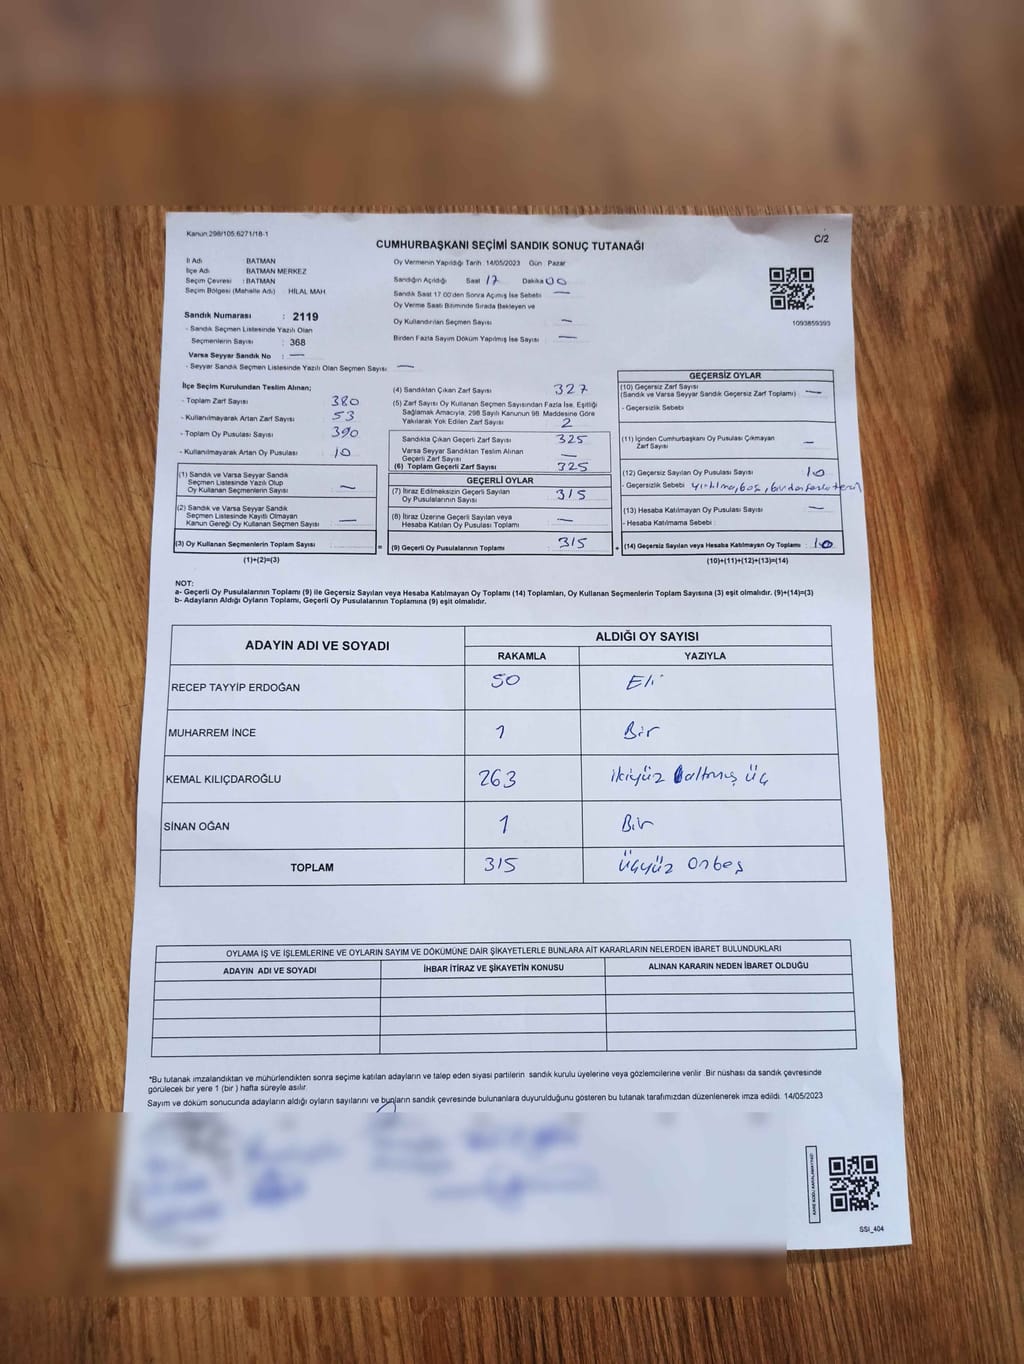 Kanun:298/105;6271/18-1
C/2
CUMHURBAŞKANI SEÇİMİ SANDIK SONUÇ TUTANAĞI
İl Adı BATMAN
İlçe Adı BATMAN MERKEZ
Seçim Çevresi : BATMAN
Seçim Bölgesi (Mahalle Adı) HİLAL MAH
Sandık Numarası : 2119
- Sandık Seçmen Listesinde Yazılı Olan
Seçmenlerin Sayısı : 368
Varsa Seyyar Sandık No : —
- Seyyar Sandık Seçmen Listesinde Yazılı Olan Seçmen Sayısı : —
Oy Vermenin Yapıldığı Tarih 14/05/2023 Gün Pazar
Sandığın Açıldığı Saat 17 Dakika 00
Sandık Saat 17.00'den Sonra Açımış İse Sebebi —
Oy Verme Saati Bitiminde Sırada Bekleyen ve
Oy Kullandırılan Seçmen Sayısı —
Birden Fazla Sayım Döküm Yapılmış İse Sayısı —
1093859393
İlçe Seçim Kurulundan Teslim Alınan;
- Toplam Zarf Sayısı 380
- Kullanılmayarak Artan Zarf Sayısı 53
- Toplam Oy Pusulası Sayısı 390
- Kullanılmayarak Artan Oy Pusulası 10
(1) Sandık ve Varsa Seyyar Sandık
Seçmen Listesinde Yazılı Olup
Oy Kullanan Seçmenlerin Sayısı —
(2) Sandık ve Varsa Seyyar Sandık
Seçmen Listesinde Kayıtlı Olmayan
Kanun Gereği Oy Kullanan Seçmen Sayısı —
(3) Oy Kullanan Seçmenlerin Toplam Sayısı
(1)+(2)=(3)
(4) Sandıktan Çıkan Zarf Sayısı 327
(5) Zarf Sayısı Oy Kullanan Seçmen Sayısından Fazla İse, Eşitliği
Sağlamak Amacıyla, 298 Sayılı Kanunun 98. Maddesine Göre
Yakılarak Yok Edilen Zarf Sayısı 2
Sandıkta Çıkan Geçerli Zarf Sayısı 325
Varsa Seyyar Sandıktan Teslim Alınan
Geçerli Zarf Sayısı —
(6) Toplam Geçerli Zarf Sayısı 325
GEÇERLİ OYLAR
(7) İtiraz Edilmeksizin Geçerli Sayılan
Oy Pusulalarının Sayısı 315
(8) İtiraz Üzerine Geçerli Sayılan veya
Hesaba Katılan Oy Pusulası Toplamı —
= (9) Geçerli Oy Pusulalarının Toplamı 315
GEÇERSİZ OYLAR
(10) Geçersiz Zarf Sayısı
(Sandık ve Varsa Seyyar Sandık Geçersiz Zarf Toplamı) —
- Geçersizlik Sebebi
(11) İçinden Cumhurbaşkanı Oy Pusulası Çıkmayan
Zarf Sayısı —
(12) Geçersiz Sayılan Oy Pusulası Sayısı 10
- Geçersizlik Sebebi yırtılma, boş, birden fazla
(13) Hesaba Katılmayan Oy Pusulası Sayısı —
- Hesaba Katılmama Sebebi :
+ (14) Geçersiz Sayılan veya Hesaba Katılmayan Oy Toplamı 10
(10)+(11)+(12)+(13)=(14)
NOT:
a- Geçerli Oy Pusulalarının Toplamı (9) ile Geçersiz Sayılan veya Hesaba Katılmayan Oy Toplamı (14) Toplamları, Oy Kullanan Seçmenlerin Toplam Sayısına (3) eşit olmalıdır. (9)+(14)=(3)
b- Adayların Aldığı Oyların Toplamı, Geçerli Oy Pusulalarının Toplamına (9) eşit olmalıdır.
ADAYIN ADI VE SOYADI ALDIĞI OY SAYISI
RAKAMLA YAZIYLA
RECEP TAYYİP ERDOĞAN 50 Eli
MUHARREM İNCE 1 Bir
KEMAL KILIÇDAROĞLU 263 ikiyüz altmış üç
SİNAN OĞAN 1 Bir
TOPLAM 315 üçyüz Onbeş
OYLAMA İŞ VE İŞLEMLERİNE VE OYLARIN SAYIM VE DÖKÜMÜNE DAİR ŞİKAYETLERLE BUNLARA AİT KARARLARIN NELERDEN İBARET BULUNDUKLARI
ADAYIN ADI VE SOYADI İHBAR İTİRAZ VE ŞİKAYETİN KONUSU ALINAN KARARIN NEDEN İBARET OLDUĞU
*Bu tutanak imzalandıktan ve mühürlendikten sonra seçime katılan adayların ve talep eden siyasi partilerin sandık kurulu üyelerine veya gözlemcilerine verilir .Bir nüshası da sandık çevresinde
görülecek bir yere 1 (bir ) hafta süreyle asılır.
Sayım ve döküm sonucunda adayların aldığı oyların sayılarını ve bunların sandık çevresinde bulunanlara duyurulduğunu gösteren bu tutanak tarafımızdan düzenlenerek imza edildi. 14/05/2023
SSI_404